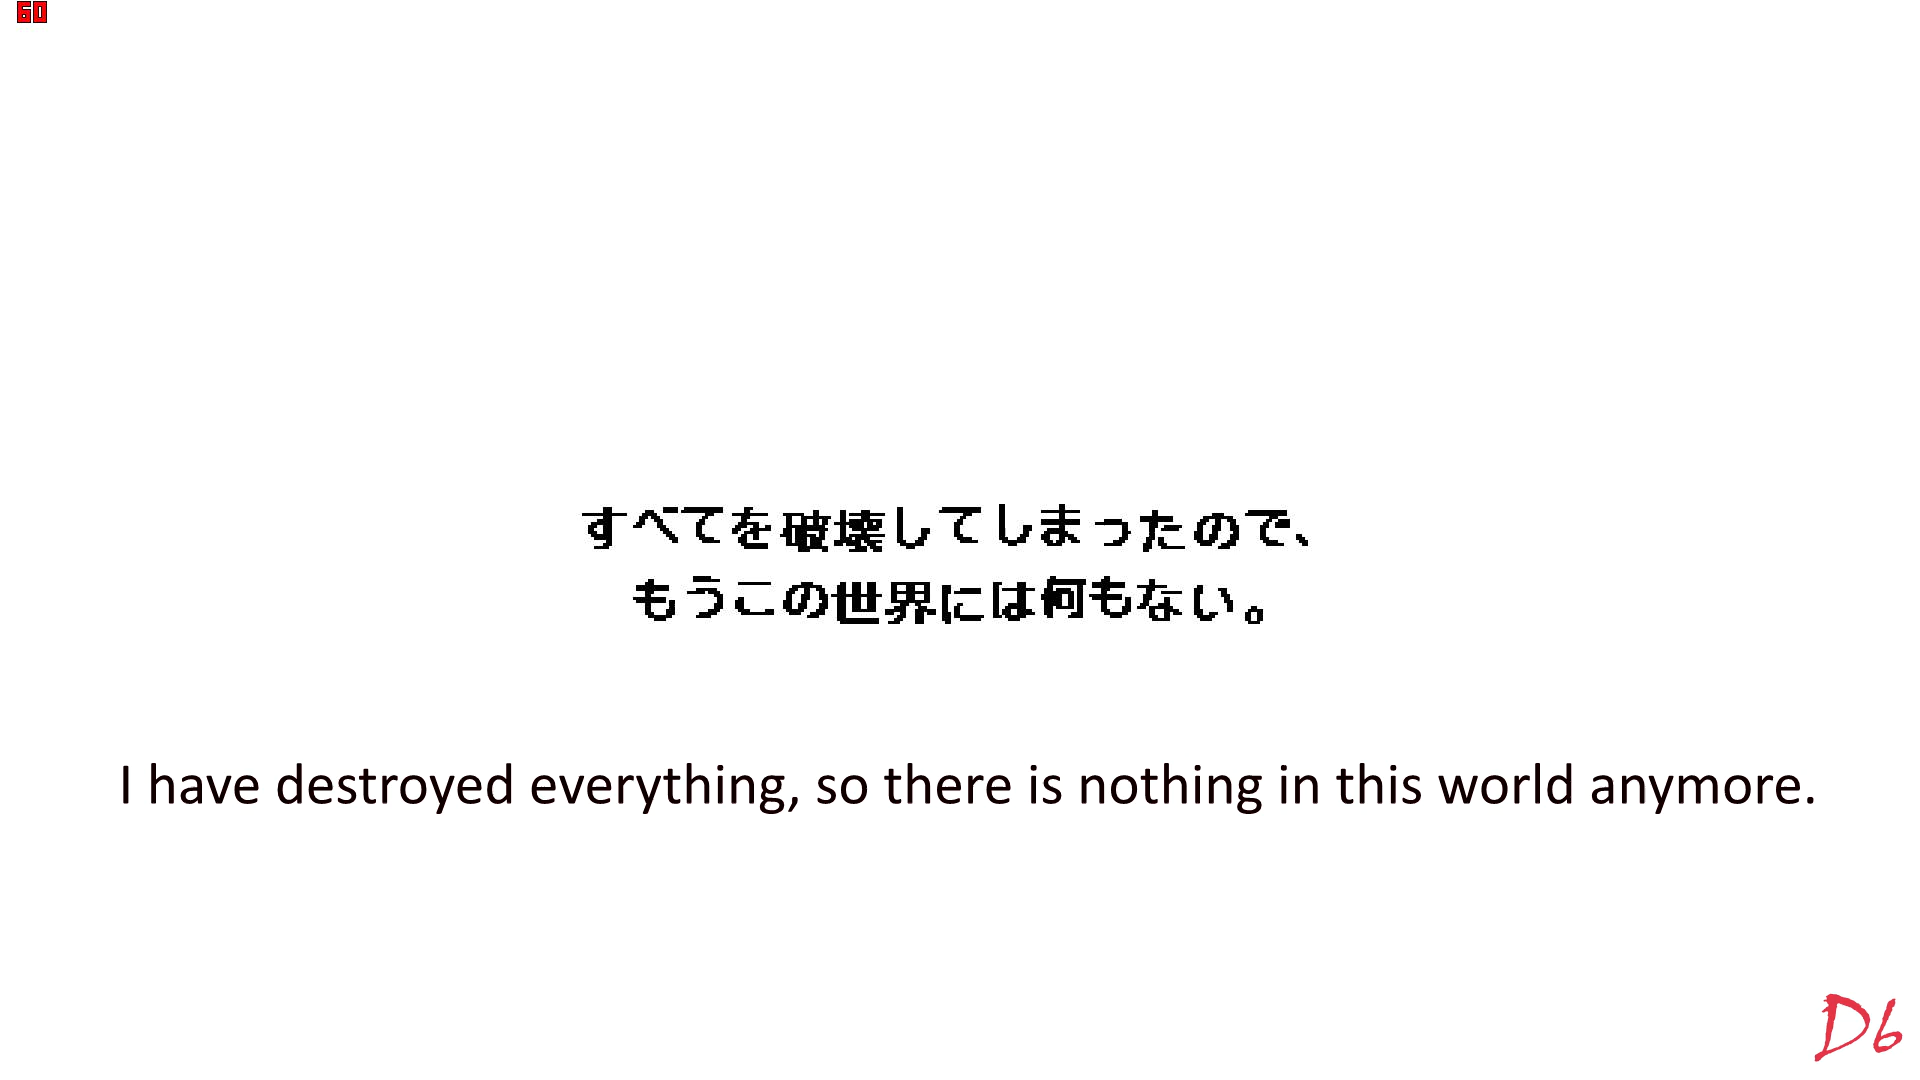 60
すべてを破壊してしまったので、
もうこの世界には何もない。
I have destroyed everything, so there is nothing in this world anymore.
D6